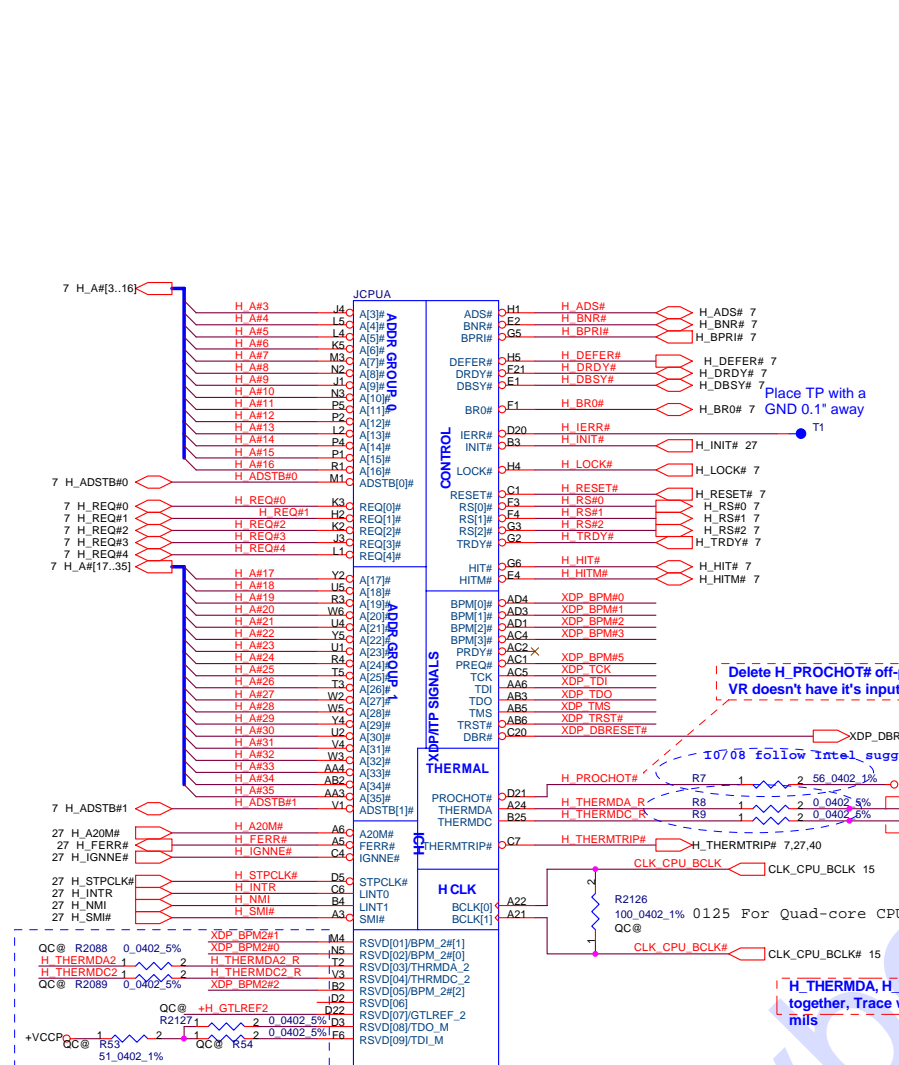 JCPUA
7 H_A#[3..16]
H_A#3 J4 A[3]#
H_A#4 L5 A[4]#
H_A#5 L4 A[5]#
H_A#6 K5 A[6]#
H_A#7 M3 A[7]#
H_A#8 N2 A[8]#
H_A#9 J1 A[9]#
H_A#10 N3 A[10]#
H_A#11 P5 A[11]#
H_A#12 P2 A[12]#
H_A#13 L2 A[13]#
H_A#14 P4 A[14]#
H_A#15 P1 A[15]#
H_A#16 R1 A[16]#
7 H_ADSTB#0 H_ADSTB#0 M1 ADSTB[0]#
ADDR GROUP 0
7 H_REQ#0 H_REQ#0 K3 REQ[0]#
7 H_REQ#1 H_REQ#1 H2 REQ[1]#
7 H_REQ#2 H_REQ#2 K2 REQ[2]#
7 H_REQ#3 H_REQ#3 J3 REQ[3]#
7 H_REQ#4 H_REQ#4 L1 REQ[4]#
7 H_A#[17..35]
H_A#17 Y2 A[17]#
H_A#18 U5 A[18]#
H_A#19 R3 A[19]#
H_A#20 W6 A[20]#
H_A#21 U4 A[21]#
H_A#22 Y5 A[22]#
H_A#23 U1 A[23]#
H_A#24 R4 A[24]#
H_A#25 T5 A[25]#
H_A#26 T3 A[26]#
H_A#27 W2 A[27]#
H_A#28 W5 A[28]#
H_A#29 Y4 A[29]#
H_A#30 U2 A[30]#
H_A#31 V4 A[31]#
H_A#32 W3 A[32]#
H_A#33 AA4 A[33]#
H_A#34 AB2 A[34]#
H_A#35 AA3 A[35]#
7 H_ADSTB#1 H_ADSTB#1 V1 ADSTB[1]#
ADDR GROUP 1
27 H_A20M# H_A20M# A6 A20M#
27 H_FERR# H_FERR# A5 FERR#
27 H_IGNNE# H_IGNNE# C4 IGNNE#
27 H_STPCLK# H_STPCLK# D5 STPCLK#
27 H_INTR H_INTR C6 LINT0
27 H_NMI H_NMI B4 LINT1
27 H_SMI# H_SMI# A3 SMI#
ICH
XDP_BPM2#1 M4 RSVD[01]/BPM_2#[1]
XDP_BPM2#0 N5 RSVD[02]/BPM_2#[0]
QC@ R2088 0_0402_5%
H_THERMDA2 1 2 H_THERMDA2_R T2 RSVD[03]/THRMDA_2
H_THERMDC2 1 2 H_THERMDC2_R V3 RSVD[04]/THRMDC_2
QC@ R2089 0_0402_5%
XDP_BPM2#2 B2 RSVD[05]/BPM_2#[2]
D2 RSVD[06]
QC@ +H_GTLREF2 D22 RSVD[07]/GTLREF_2
R2127 1 2 0_0402_5% D3 RSVD[08]/TDO_M
+VCCP 1 2 1 2 0_0402_5% F6 RSVD[09]/TDI_M
QC@ R53 QC@ R54
51_0402_1%
CONTROL
ADS# H1 H_ADS# H_ADS# 7
BNR# E2 H_BNR# H_BNR# 7
BPRI# G5 H_BPRI# H_BPRI# 7
DEFER# H5 H_DEFER# H_DEFER# 7
DRDY# F21 H_DRDY# H_DRDY# 7
DBSY# E1 H_DBSY# H_DBSY# 7
Place TP with a
GND 0.1" away
BR0# F1 H_BR0# H_BR0# 7
IERR# D20 H_IERR# T1
INIT# B3 H_INIT# H_INIT# 27
LOCK# H4 H_LOCK# H_LOCK# 7
RESET# C1 H_RESET# H_RESET# 7
RS[0]# F3 H_RS#0 H_RS#0 7
RS[1]# F4 H_RS#1 H_RS#1 7
RS[2]# G3 H_RS#2 H_RS#2 7
TRDY# G2 H_TRDY# H_TRDY# 7
HIT# G6 H_HIT# H_HIT# 7
HITM# E4 H_HITM# H_HITM# 7
XDP/ITP SIGNALS
BPM[0]# AD4 XDP_BPM#0
BPM[1]# AD3 XDP_BPM#1
BPM[2]# AD1 XDP_BPM#2
BPM[3]# AC4 XDP_BPM#3
PRDY# AC2
PREQ# AC1 XDP_BPM#5
TCK AC5 XDP_TCK
TDI AA6 XDP_TDI
TDO AB3 XDP_TDO
TMS AB5 XDP_TMS
TRST# AB6 XDP_TRST#
DBR# C20 XDP_DBRESET# XDP_DBR
Delete H_PROCHOT# off-p
VR doesn't have it's input
10/08 follow Intel sugg
THERMAL
PROCHOT# D21 H_PROCHOT# R7 1 2 56_0402_1%
THERMDA A24 H_THERMDA_R R8 1 2 0_0402_5%
THERMDC B25 H_THERMDC_R R9 1 2 0_0402_5%
THERMTRIP# C7 H_THERMTRIP# H_THERMTRIP# 7,27,40
H CLK
CLK_CPU_BCLK CLK_CPU_BCLK 15
BCLK[0] A22
BCLK[1] A21
2
R2126
100_0402_1% 0125 For Quad-core CPU
QC@
1
CLK_CPU_BCLK# CLK_CPU_BCLK# 15
H_THERMDA, H_
together, Trace w
mils